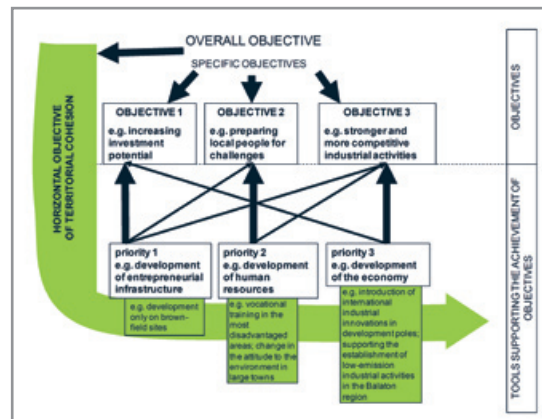 OVERALL OBJECTIVE
SPECIFIC OBJECTIVES
HORIZONTAL OBJECTIVE
OF TERRITORIAL COHESION
OBJECTIVE 1
e.g. increasing
investment
potential
OBJECTIVE 2
e.g. preparing
local people for
challenges
OBJECTIVE 3
e.g. stronger and
more competitive
industrial activities
OBJECTIVES
priority 1
e.g. development
of entrepreneurial
infrastructure
e.g. development
only on brown-
field sites
priority 2
e.g. development
of human
resources
e.g. vocational
training in the
most
disadvantaged
areas; change in
the attitude to the
environment in
large towns
priority 3
e.g. development
of the economy
e.g. introduction of
international
industrial
innovations in
development poles;
supporting the
establishment of
low-emission
industrial activities
in the Balaton
region
TOOLS SUPPORTING THE ACHIEVEMENT OF
OBJECTIVES